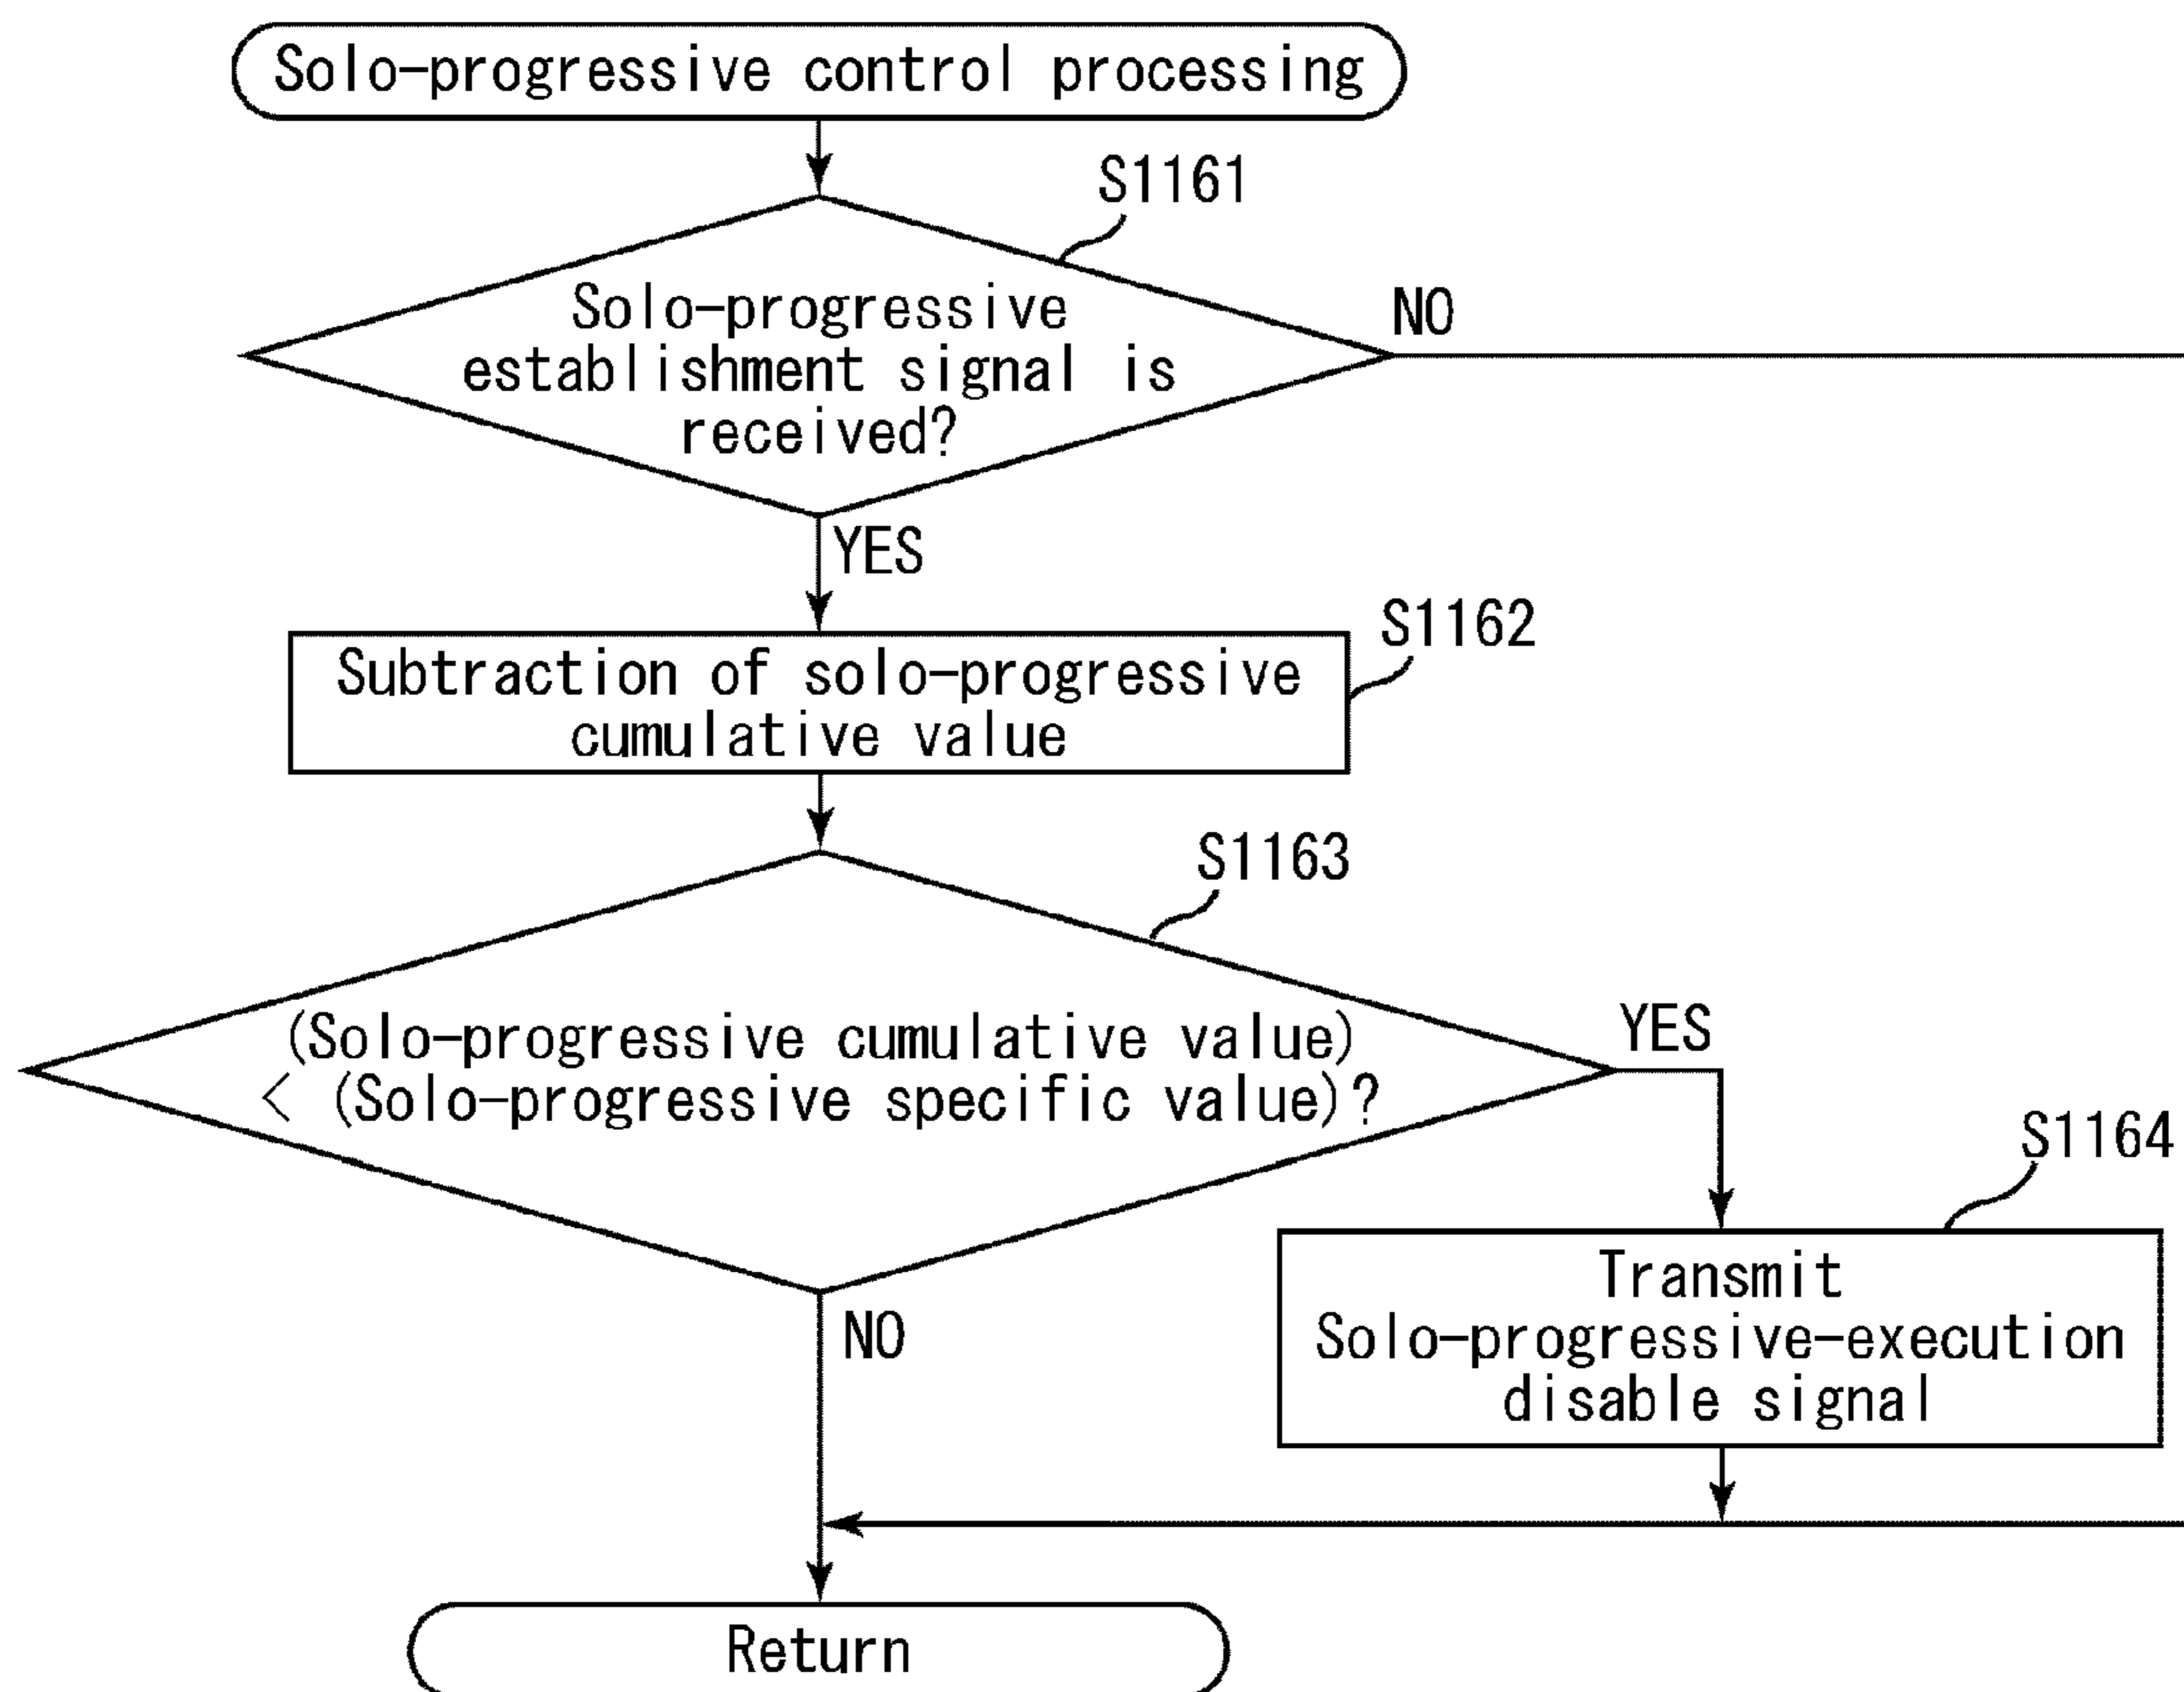 Solo-progressive control processing
S1161
Solo-progressive
establishment signal is
received?
NO
YES
S1162
Subtraction of solo-progressive
cumulative value
S1163
(Solo-progressive cumulative value)
< (Solo-progressive specific value)?
YES
S1164
Transmit
Solo-progressive-execution
disable signal
NO
Return